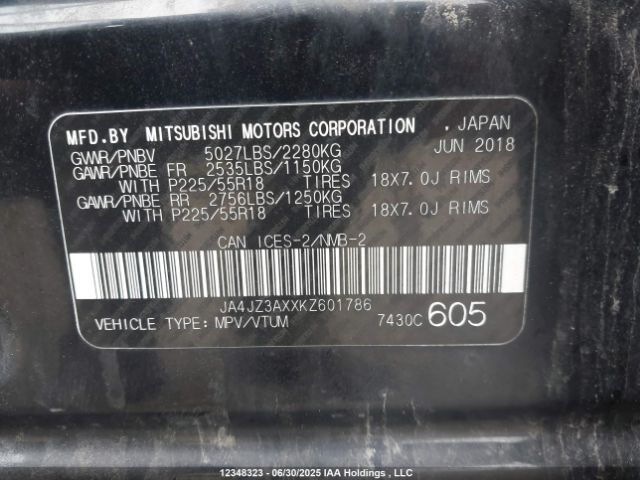 MFD.BY MITSUBISHI MOTORS CORPORATION , JAPAN
GVWR/PNBV 5027LBS/2280KG JUN 2018
GAWR/PNBE FR 2535LBS/1150KG
WITH P225/55R18 TIRES 18X7.0J RIMS
GAWR/PNBE RR 2756LBS/1250KG
WITH P225/55R18 TIRES 18X7.0J RIMS
CAN ICES-2/NMB-2
JA4JZ3AXXKZ601786
VEHICLE TYPE: MPV/VTUM 7430C 605
12348323 - 06/30/2025 IAA Holdings , LLC